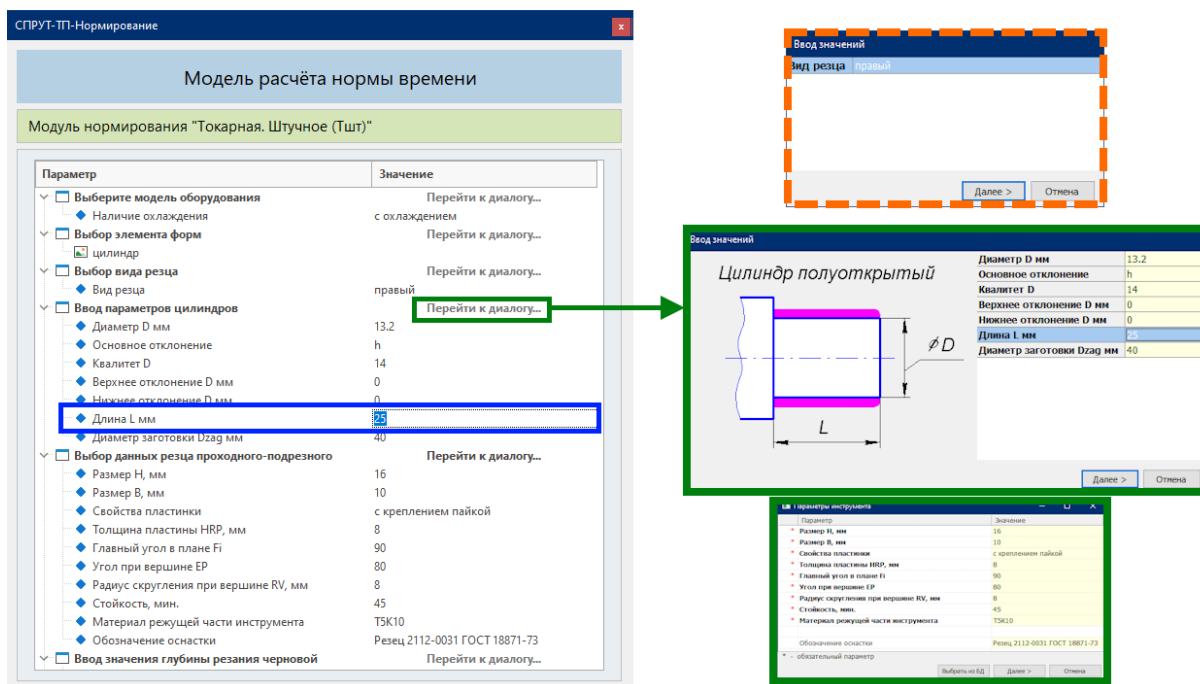 СПРУТ-ТП-Нормирование
x
Модель расчёта нормы времени
Модуль нормирования "Токарная. Штучное (Тшт)"
Параметр Значение
Выберите модель оборудования Перейти к диалогу...
Наличие охлаждения с охлаждением
Выбор элемента форм Перейти к диалогу...
цилиндр
Выбор вида резца Перейти к диалогу...
Вид резца правый
Ввод параметров цилиндров Перейти к диалогу...
Диаметр D мм 13.2
Основное отклонение h
Квалитет D 14
Верхнее отклонение D мм 0
Нижнее отклонение D мм 0
Длина L мм 25
Диаметр заготовки Dzag мм 40
Выбор данных резца проходного-подрезного Перейти к диалогу...
Размер H, мм 16
Размер B, мм 10
Свойства пластинки с креплением пайкой
Толщина пластины HRP, мм 8
Главный угол в плане Fi 90
Угол при вершине EP 80
Радиус скругления при вершине RV, мм 8
Стойкость, мин. 45
Материал режущей части инструмента T5K10
Обозначение оснастки Резец 2112-0031 ГОСТ 18871-73
Ввод значения глубины резания черновой Перейти к диалогу...
Ввод значений
Вид резца правый
Далее > Отмена
Ввод значений
Цилиндр полуоткрытый
⌀D
L
Диаметр D мм 13.2
Основное отклонение h
Квалитет D 14
Верхнее отклонение D мм 0
Нижнее отклонение D мм 0
Длина L мм 25
Диаметр заготовки Dzag мм 40
Далее > Отмена
Параметры инструмента
Параметр Значение
* Размер H, мм 16
* Размер B, мм 10
* Свойства пластинки с креплением пайкой
* Толщина пластины HRP, мм 8
* Главный угол в плане Fi 90
* Угол при вершине EP 80
* Радиус скругления при вершине RV, мм 8
* Стойкость, мин. 45
* Материал режущей части инструмента T5K10
Обозначение оснастки Резец 2112-0031 ГОСТ 18871-73
* - обязательный параметр
Выбрать из БД Далее > Отмена